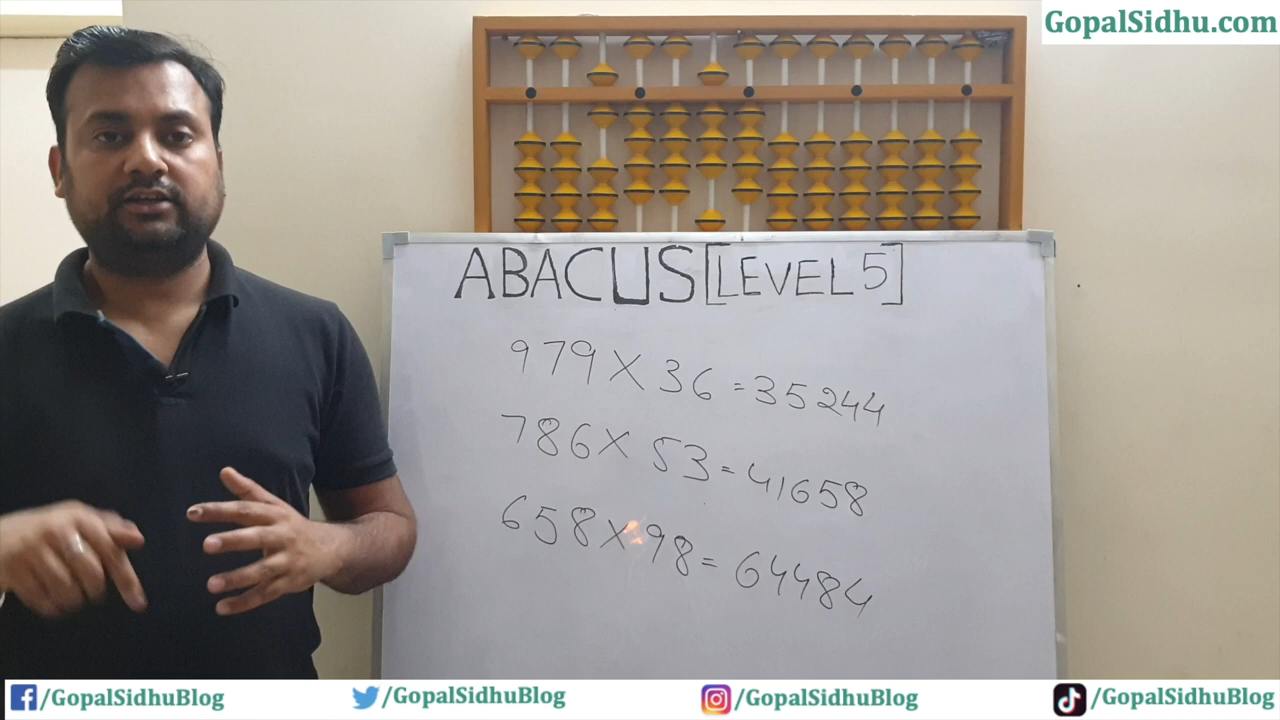 GopalSidhu.com
ABACUS [LEVEL 5]
979 X 36 = 35244
786 X 53 = 41658
658 X 98 = 64484
/GopalSidhuBlog /GopalSidhuBlog /GopalSidhuBlog /GopalSidhuBlog